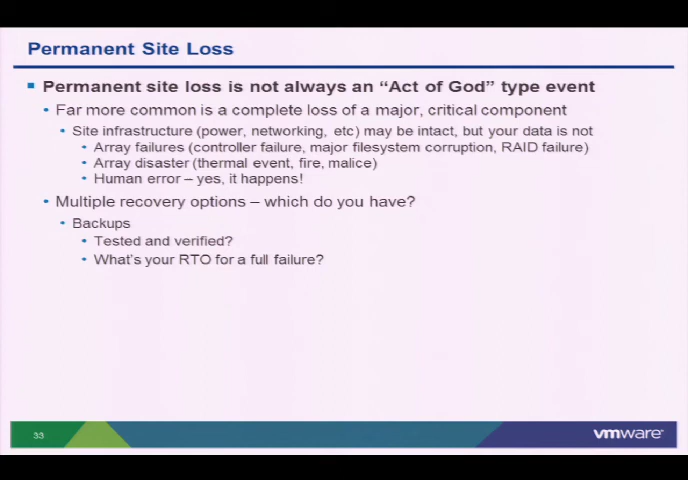 Permanent Site Loss
Permanent site loss is not always an “Act of God” type event
Far more common is a complete loss of a major, critical component
Site infrastructure (power, networking, etc) may be intact, but your data is not
Array failures (controller failure, major filesystem corruption, RAID failure)
Array disaster (thermal event, fire, malice)
Human error – yes, it happens!
Multiple recovery options – which do you have?
Backups
Tested and verified?
What’s your RTO for a full failure?
33
vmware